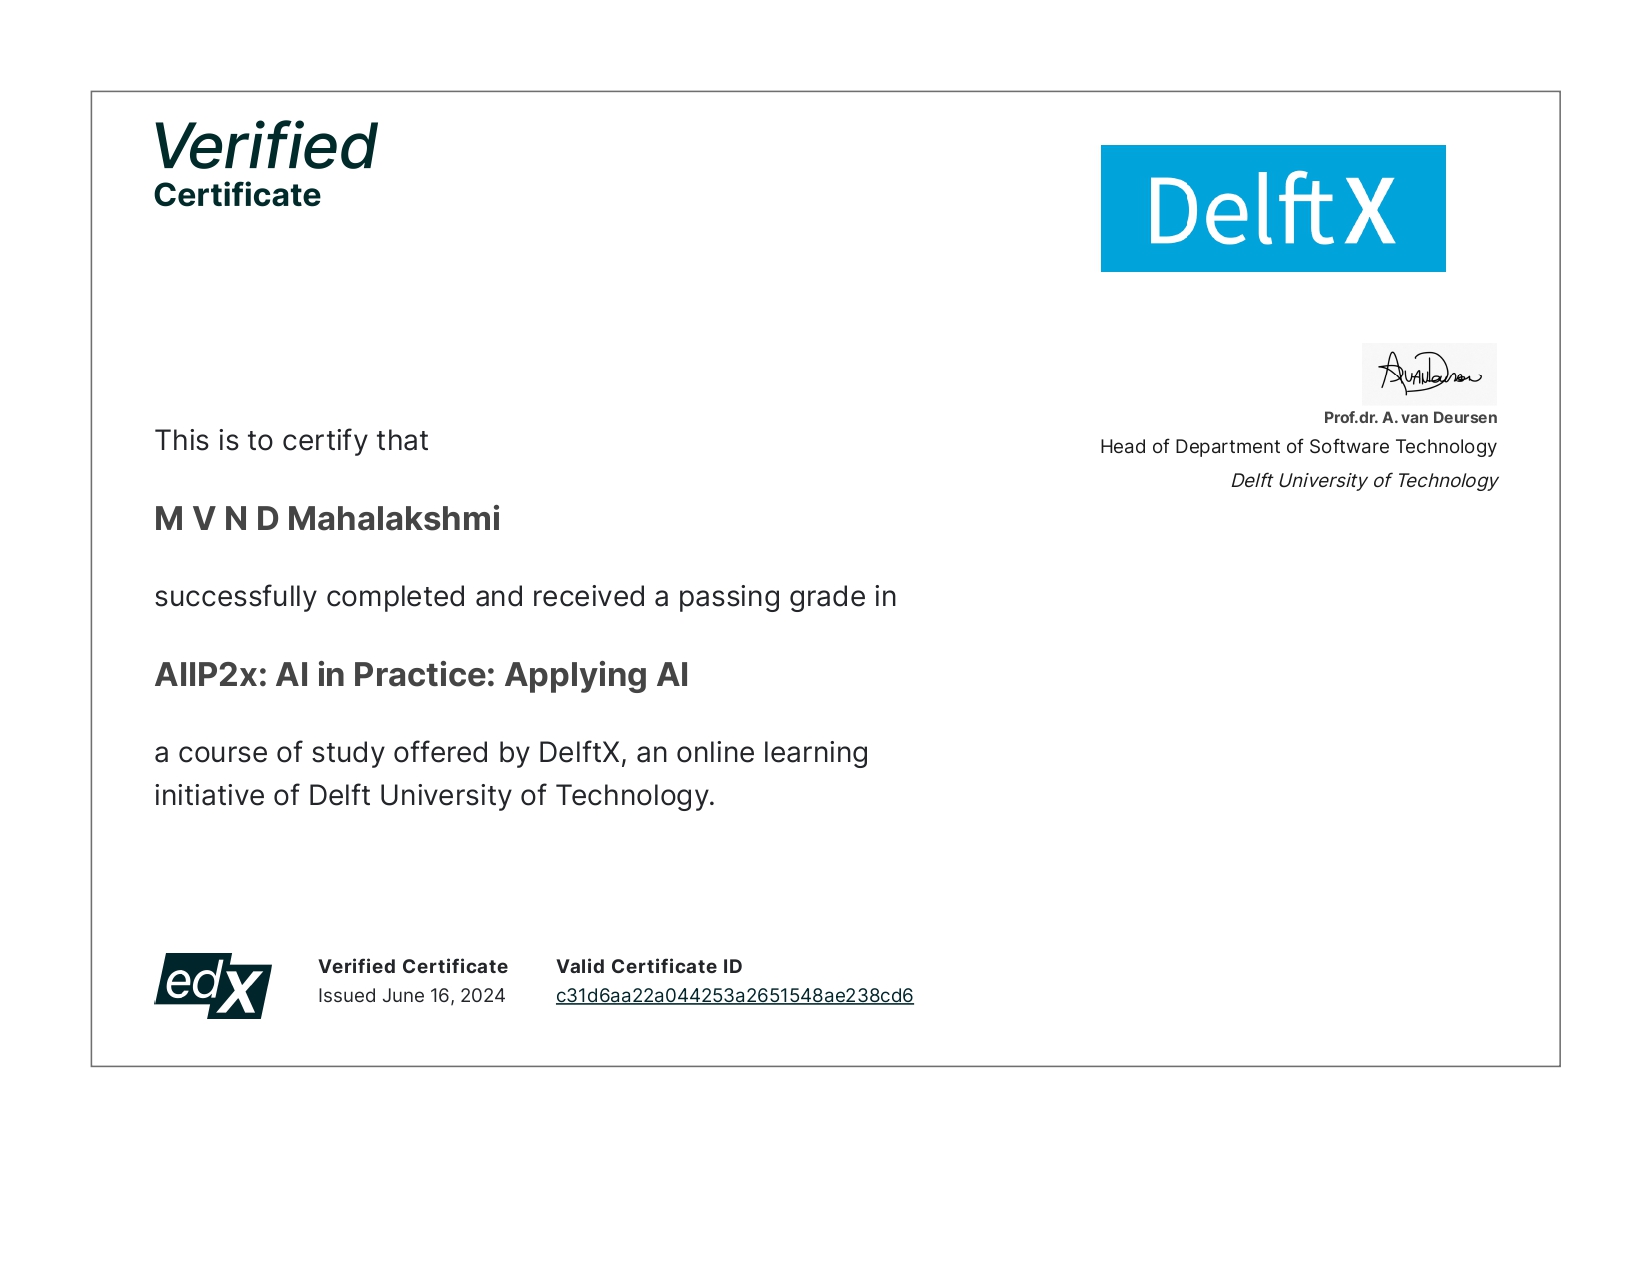 Verified
Certificate
DelftX
Prof.dr. A. van Deursen
Head of Department of Software Technology
Delft University of Technology
This is to certify that
M V N D Mahalakshmi
successfully completed and received a passing grade in
AIIP2x: AI in Practice: Applying AI
a course of study offered by DelftX, an online learning
initiative of Delft University of Technology.
edX
Verified Certificate
Issued June 16, 2024
Valid Certificate ID
c31d6aa22a044253a2651548ae238cd6